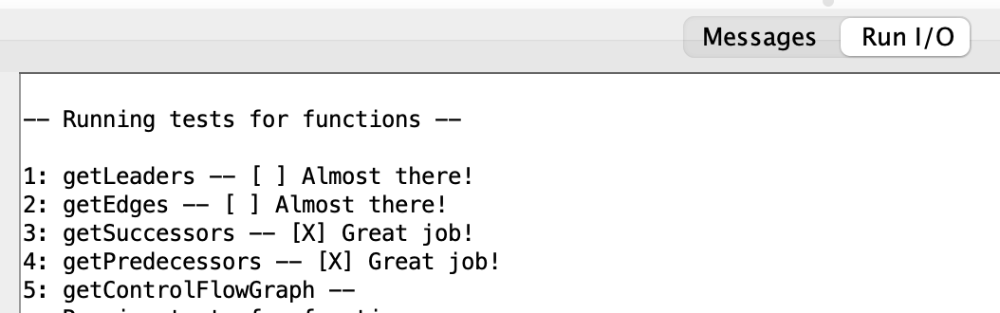 Messages
Run I/O
-- Running tests for functions --
1: getLeaders -- [ ] Almost there!
2: getEdges -- [ ] Almost there!
3: getSuccessors -- [X] Great job!
4: getPredecessors -- [X] Great job!
5: getControlFlowGraph --